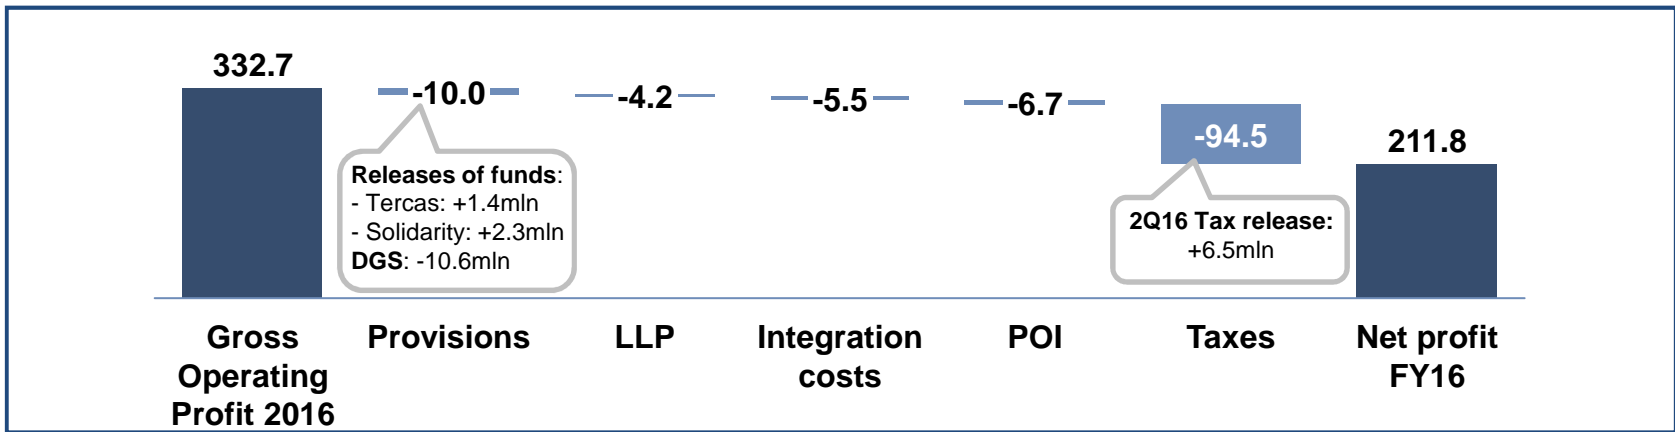 332.7
-10.0
-4.2
-5.5
-6.7
-94.5
211.8
Releases of funds:
- Tercas: +1.4mln
- Solidarity: +2.3mln
DGS: -10.6mln
2Q16 Tax release:
+6.5mln
Gross
Operating
Profit 2016
Provisions
LLP
Integration
costs
POI
Taxes
Net profit
FY16